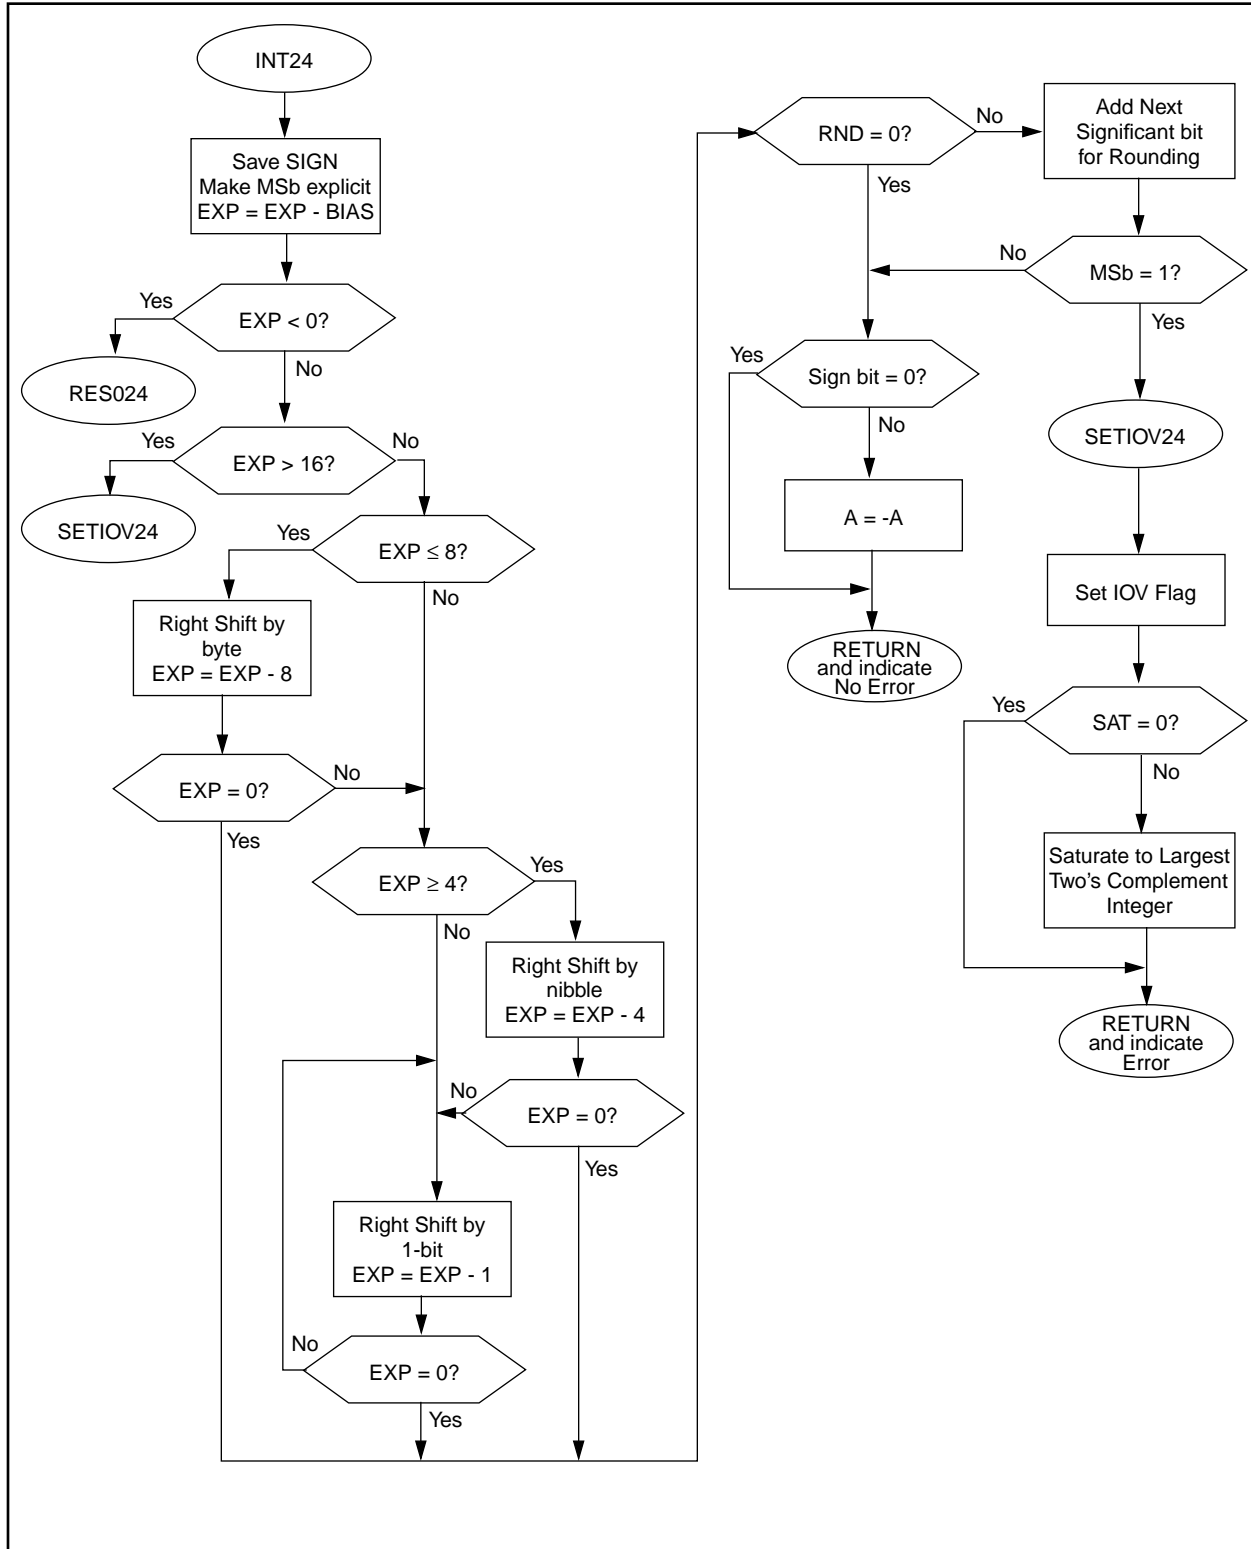 INT24
Save SIGN
Make MSb explicit
EXP = EXP - BIAS
EXP < 0?
Yes
No
RES024
EXP > 16?
Yes
No
SETIOV24
EXP ≤ 8?
Yes
No
Right Shift by
byte
EXP = EXP - 8
EXP = 0?
No
Yes
EXP ≥ 4?
Yes
No
Right Shift by
nibble
EXP = EXP - 4
EXP = 0?
No
Yes
Right Shift by
1-bit
EXP = EXP - 1
EXP = 0?
No
Yes
RND = 0?
No
Yes
Add Next
Significant bit
for Rounding
MSb = 1?
No
Yes
Sign bit = 0?
Yes
No
A = -A
RETURN
and indicate
No Error
SETIOV24
Set IOV Flag
SAT = 0?
Yes
No
Saturate to Largest
Two's Complement
Integer
RETURN
and indicate
Error